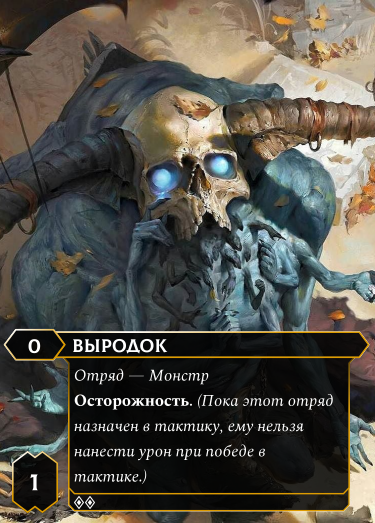 0 ВЫРОДОК
Отряд — Монстр
Осторожность. (Пока этот отряд
назначен в тактику, ему нельзя
нанести урон при победе в
тактике.)
1